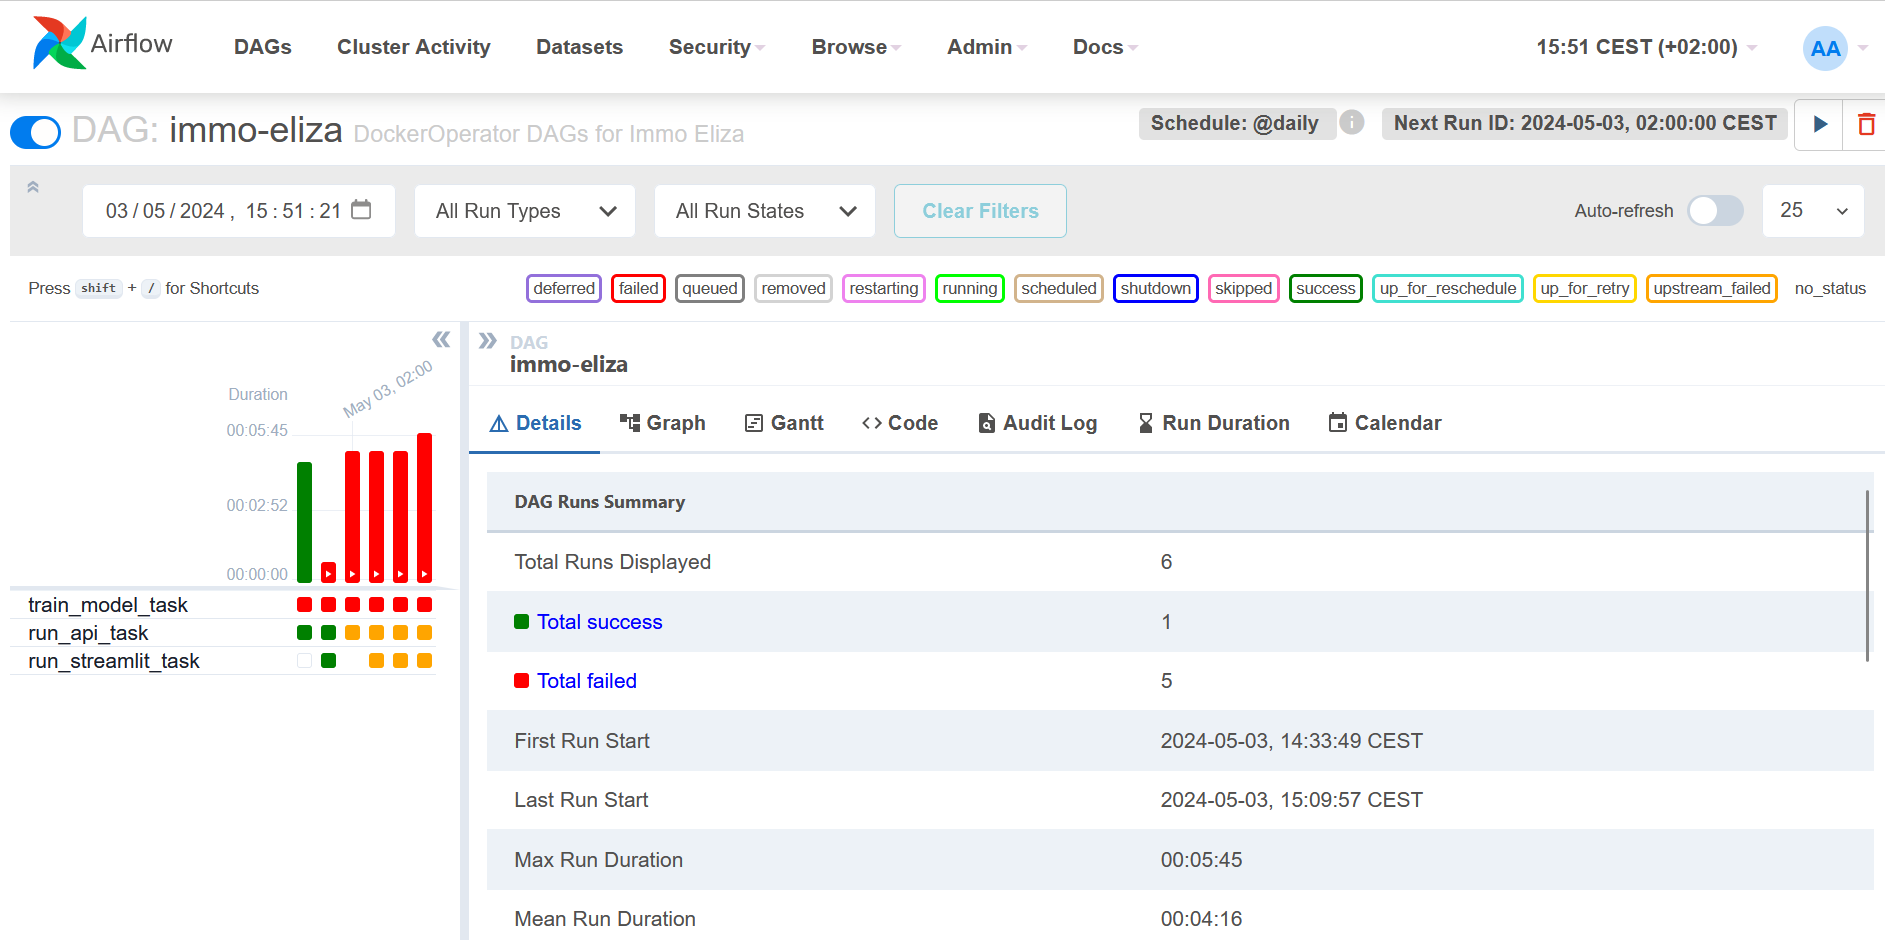 Airflow DAGs Cluster Activity Datasets Security Browse Admin Docs 15:51 CEST (+02:00) AA
DAG: immo-eliza DockerOperator DAGs for Immo Eliza Schedule: @daily i Next Run ID: 2024-05-03, 02:00:00 CEST
03/05/2024, 15:51:21 All Run Types All Run States Clear Filters Auto-refresh 25
Press shift + / for Shortcuts deferred failed queued removed restarting running scheduled shutdown skipped success up_for_reschedule up_for_retry upstream_failed no_status
DAG
immo-eliza
May 03, 02:00
Duration
00:05:45
00:02:52
00:00:00
train_model_task
run_api_task
run_streamlit_task
Details Graph Gantt Code Audit Log Run Duration Calendar
DAG Runs Summary
Total Runs Displayed 6
Total success 1
Total failed 5
First Run Start 2024-05-03, 14:33:49 CEST
Last Run Start 2024-05-03, 15:09:57 CEST
Max Run Duration 00:05:45
Mean Run Duration 00:04:16